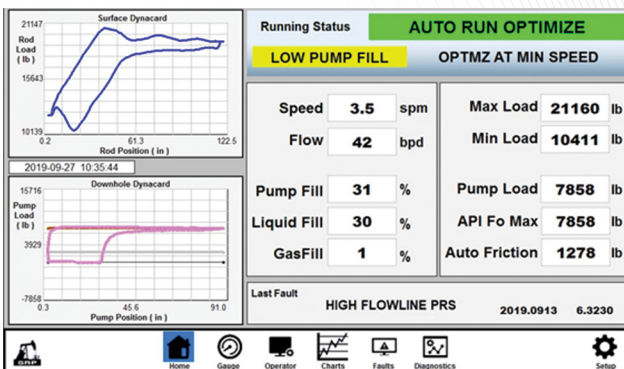 Surface Dynacard
21147
Rod
Load
( lb )
15643
10139
0.2 61.3 122.5
Rod Position ( in )
2019-09-27 10:35:44
Downhole Dynacard
15716
Pump
Load
( lb )
3929
-7858
0.3 45.6 91.0
Pump Position ( in )
Running Status AUTO RUN OPTIMIZE
LOW PUMP FILL OPTMZ AT MIN SPEED
Speed 3.5 spm
Flow 42 bpd
Pump Fill 31 %
Liquid Fill 30 %
GasFill 1 %
Max Load 21160 lb
Min Load 10411 lb
Pump Load 7858 lb
API Fo Max 7858 lb
Auto Friction 1278 lb
Last Fault
HIGH FLOWLINE PRS 2019.0913 6.3230
SRP
Home Gauge Operator Charts Faults Diagnostics Setup